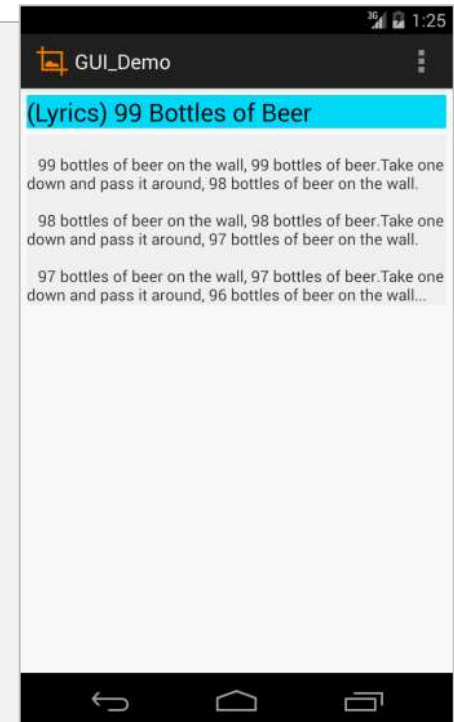 3G 1:25
GUI_Demo
(Lyrics) 99 Bottles of Beer
99 bottles of beer on the wall, 99 bottles of beer.Take one
down and pass it around, 98 bottles of beer on the wall.
98 bottles of beer on the wall, 98 bottles of beer.Take one
down and pass it around, 97 bottles of beer on the wall.
97 bottles of beer on the wall, 97 bottles of beer.Take one
down and pass it around, 96 bottles of beer on the wall...